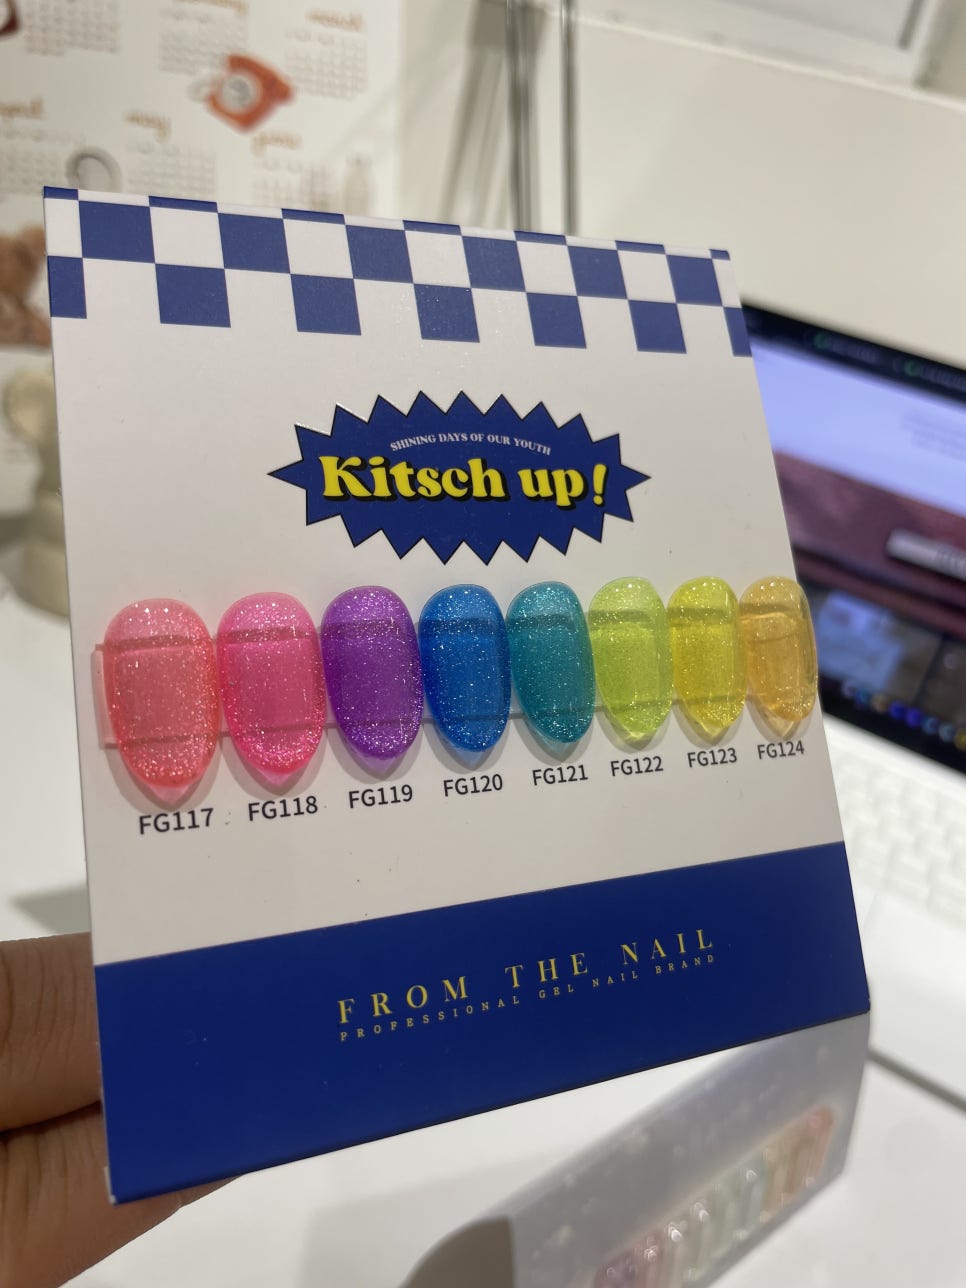 SHINING DAYS OF OUR YOUTH
Kitsch up!
FG117 FG118 FG119 FG120 FG121 FG122 FG123 FG124
FROM THE NAIL
PROFESSIONAL GEL NAIL BRAND